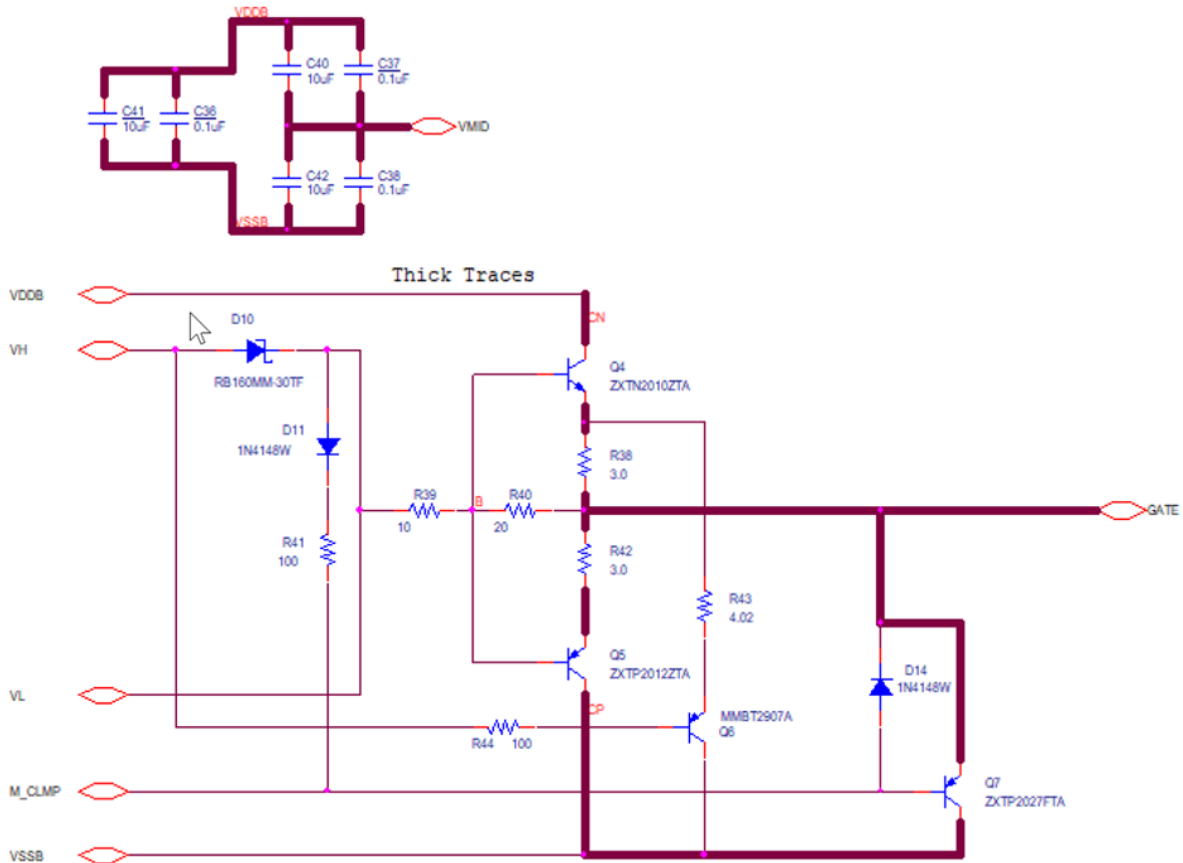 VDDB
C40
10uF
C37
0.1uF
C41
10uF
C36
0.1uF
VMID
C42
10uF
C38
0.1uF
VSSB
Thick Traces
VDDB
CN
D10
VH
RB160MM-30TF
Q4
ZXTN2010ZTA
D11
1N4148W
R38
3.0
R39
10
B
R40
20
GATE
R41
100
R42
3.0
R43
4.02
Q5
ZXTP2012ZTA
D14
1N4148W
VL
CP
MMBT2907A
Q6
R44
100
M_CLMP
Q7
ZXTP2027FTA
VSSB